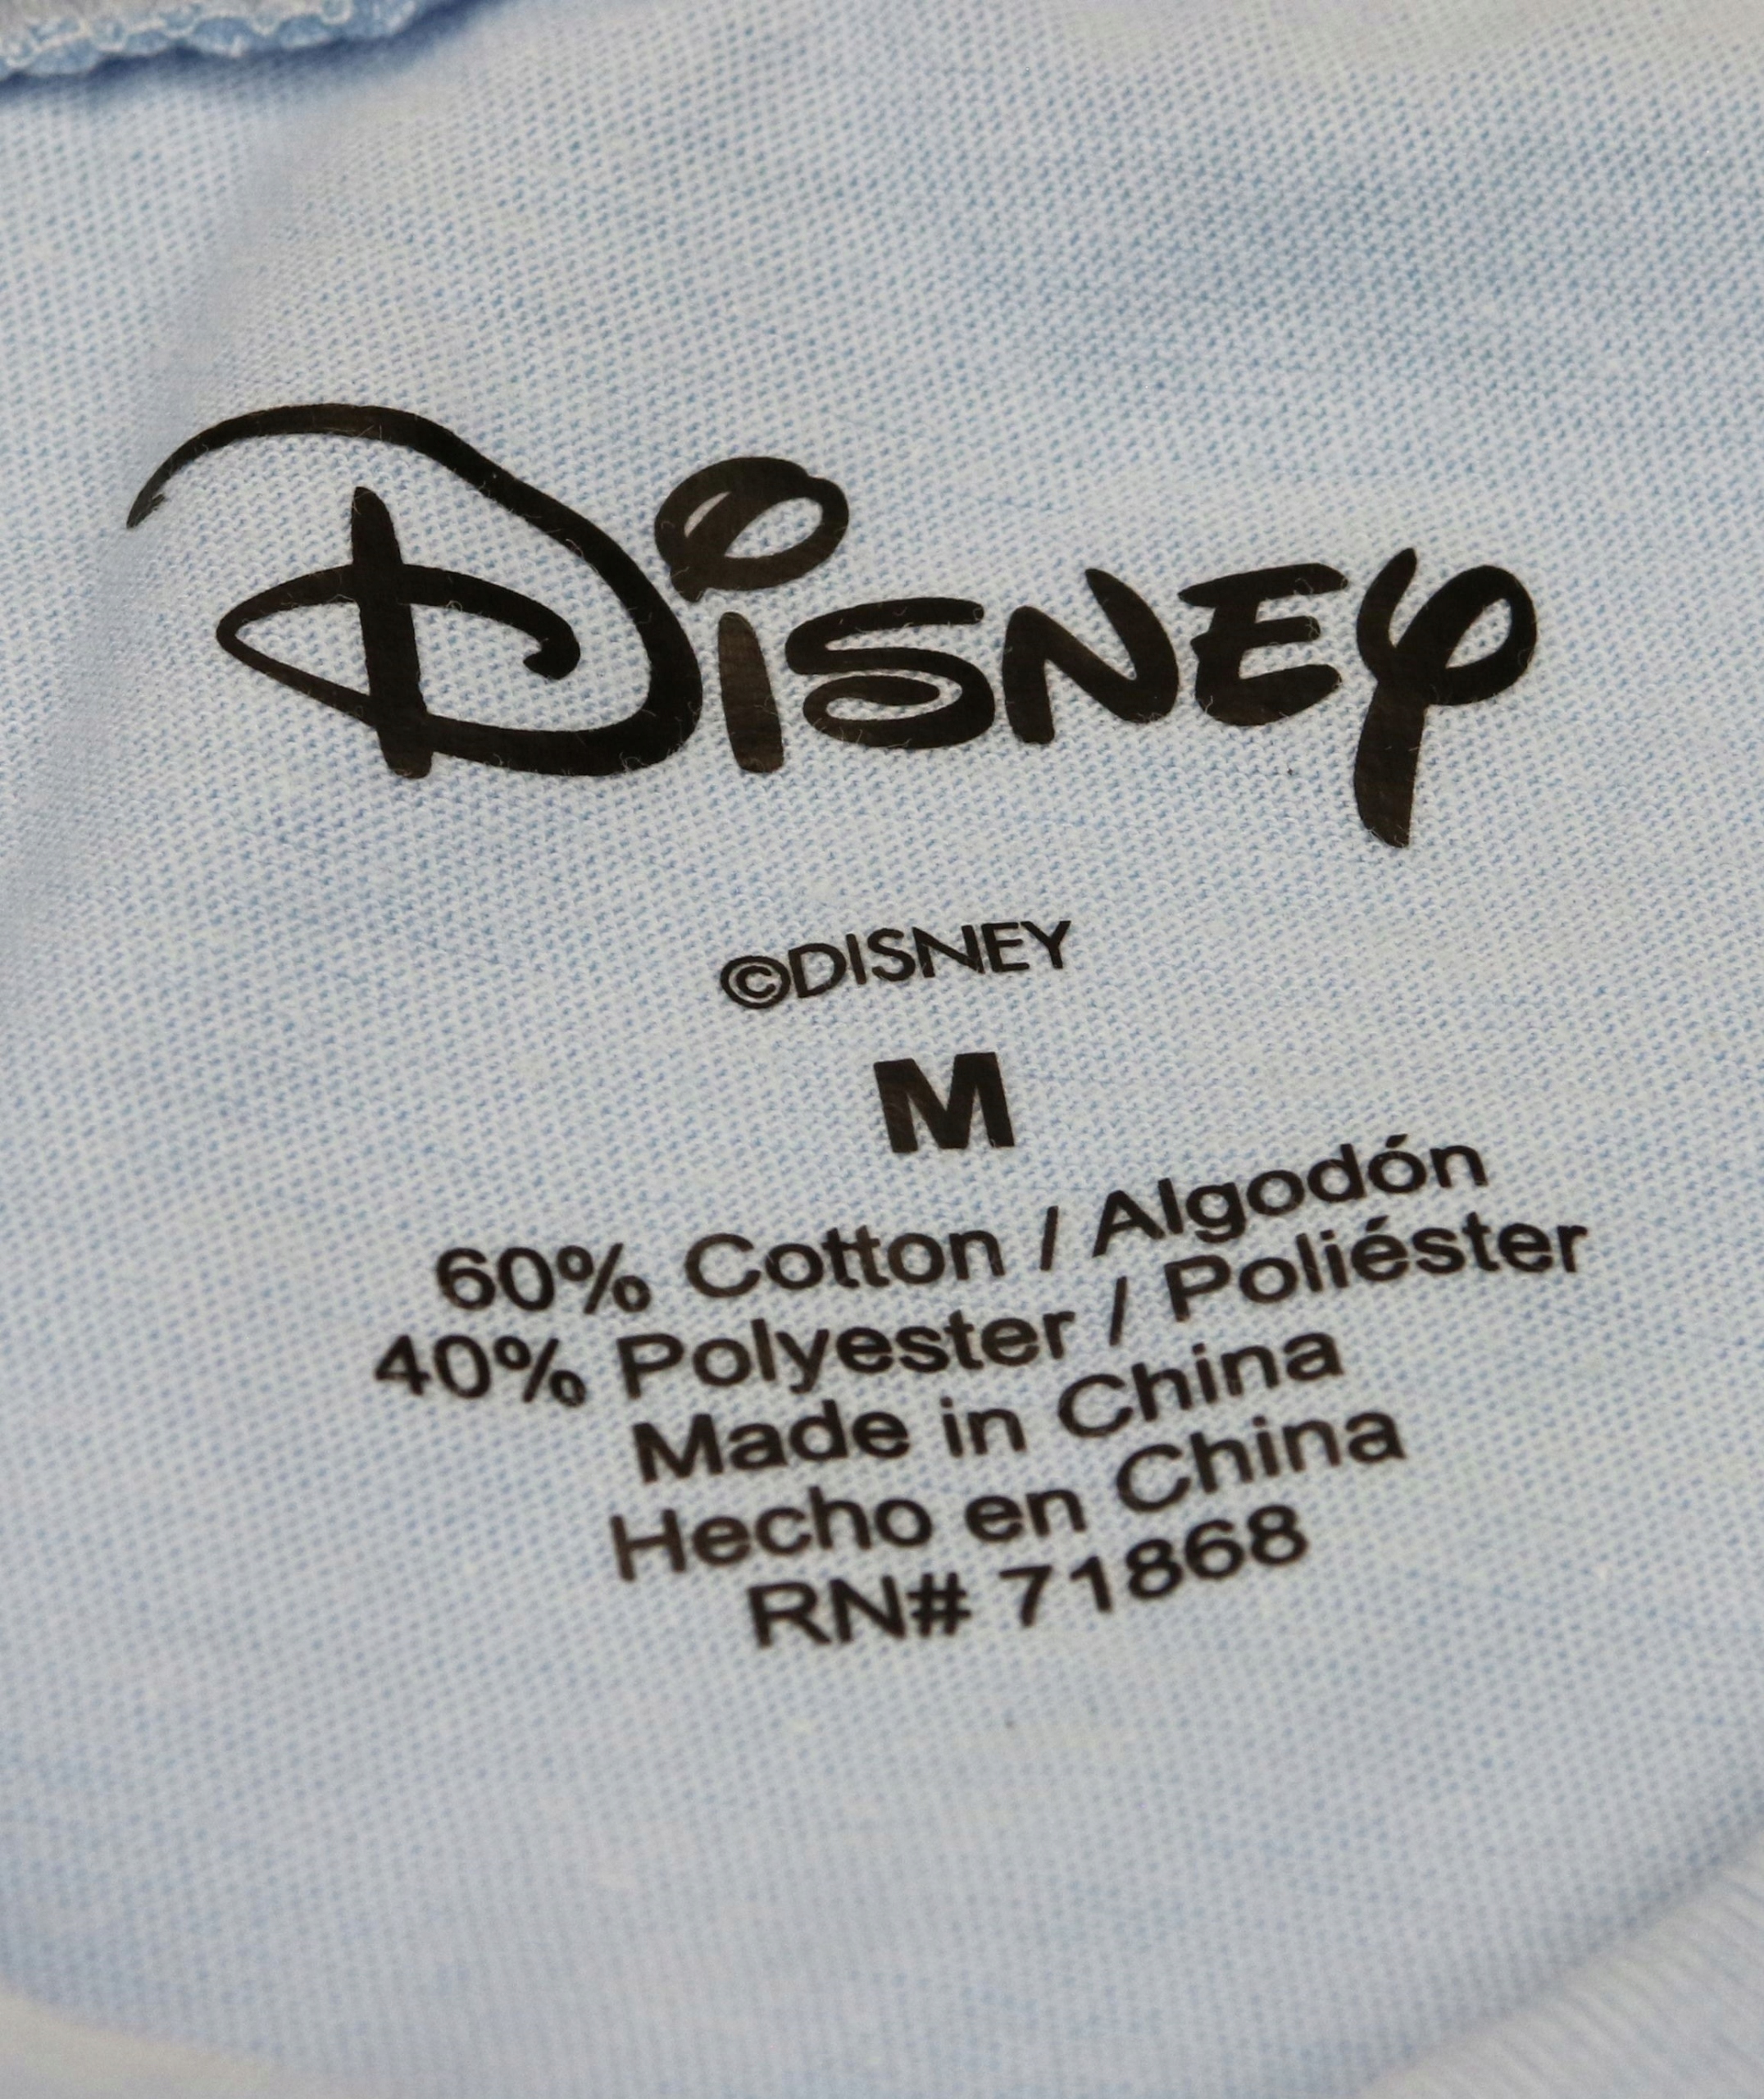 Disney
©DISNEY
M
60% Cotton / Algodón
40% Polyester / Poliéster
Made in China
Hecho en China
RN# 71868